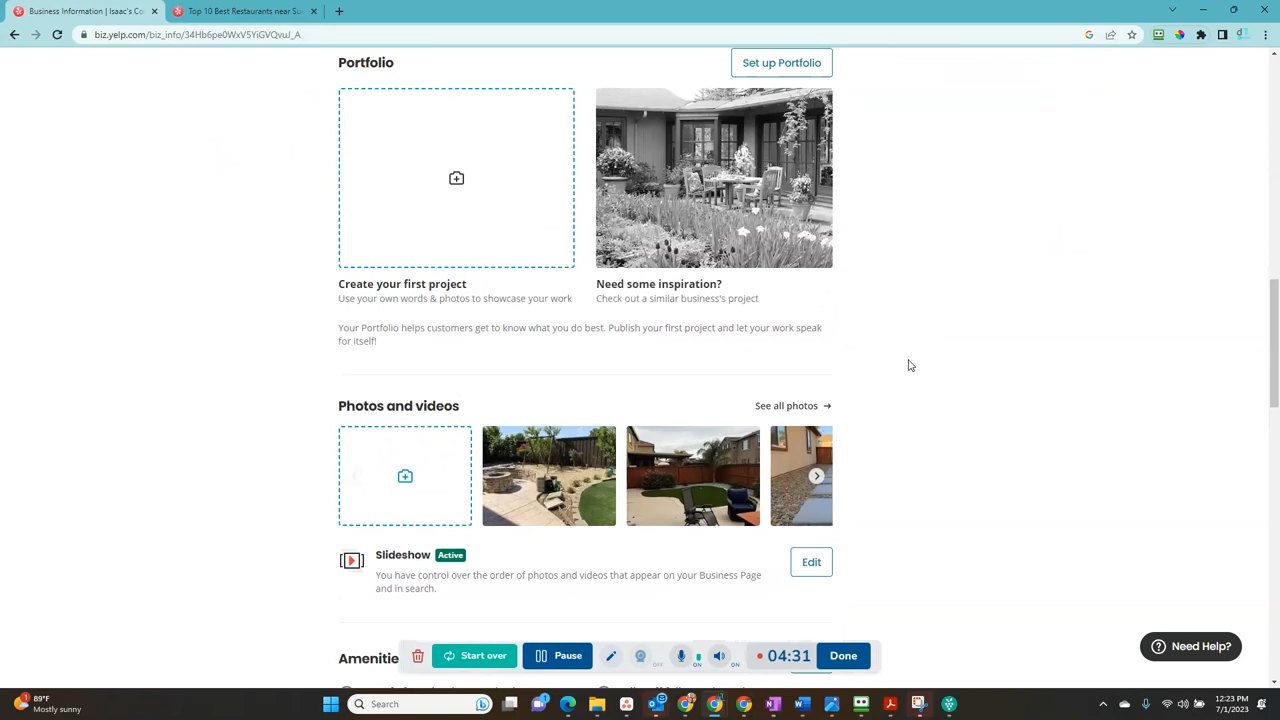 Business Information | Isaac's Co
Top 10 Best Restaurants near Su
biz.yelp.com/biz_info/34Hb6pe0WxV5YiGVQvuJ_A
Portfolio
Set up Portfolio
Create your first project
Use your own words & photos to showcase your work
Need some inspiration?
Check out a similar business's project
Your Portfolio helps customers get to know what you do best. Publish your first project and let your work speak
for itself!
Photos and videos
See all photos →
Slideshow Active
You have control over the order of photos and videos that appear on your Business Page
and in search.
Edit
Amenitie
Start over
Pause
OFF
ON
ON
04:31
Done
Need Help?
1
89°F
Mostly sunny
Search
12:23 PM
7/1/2023